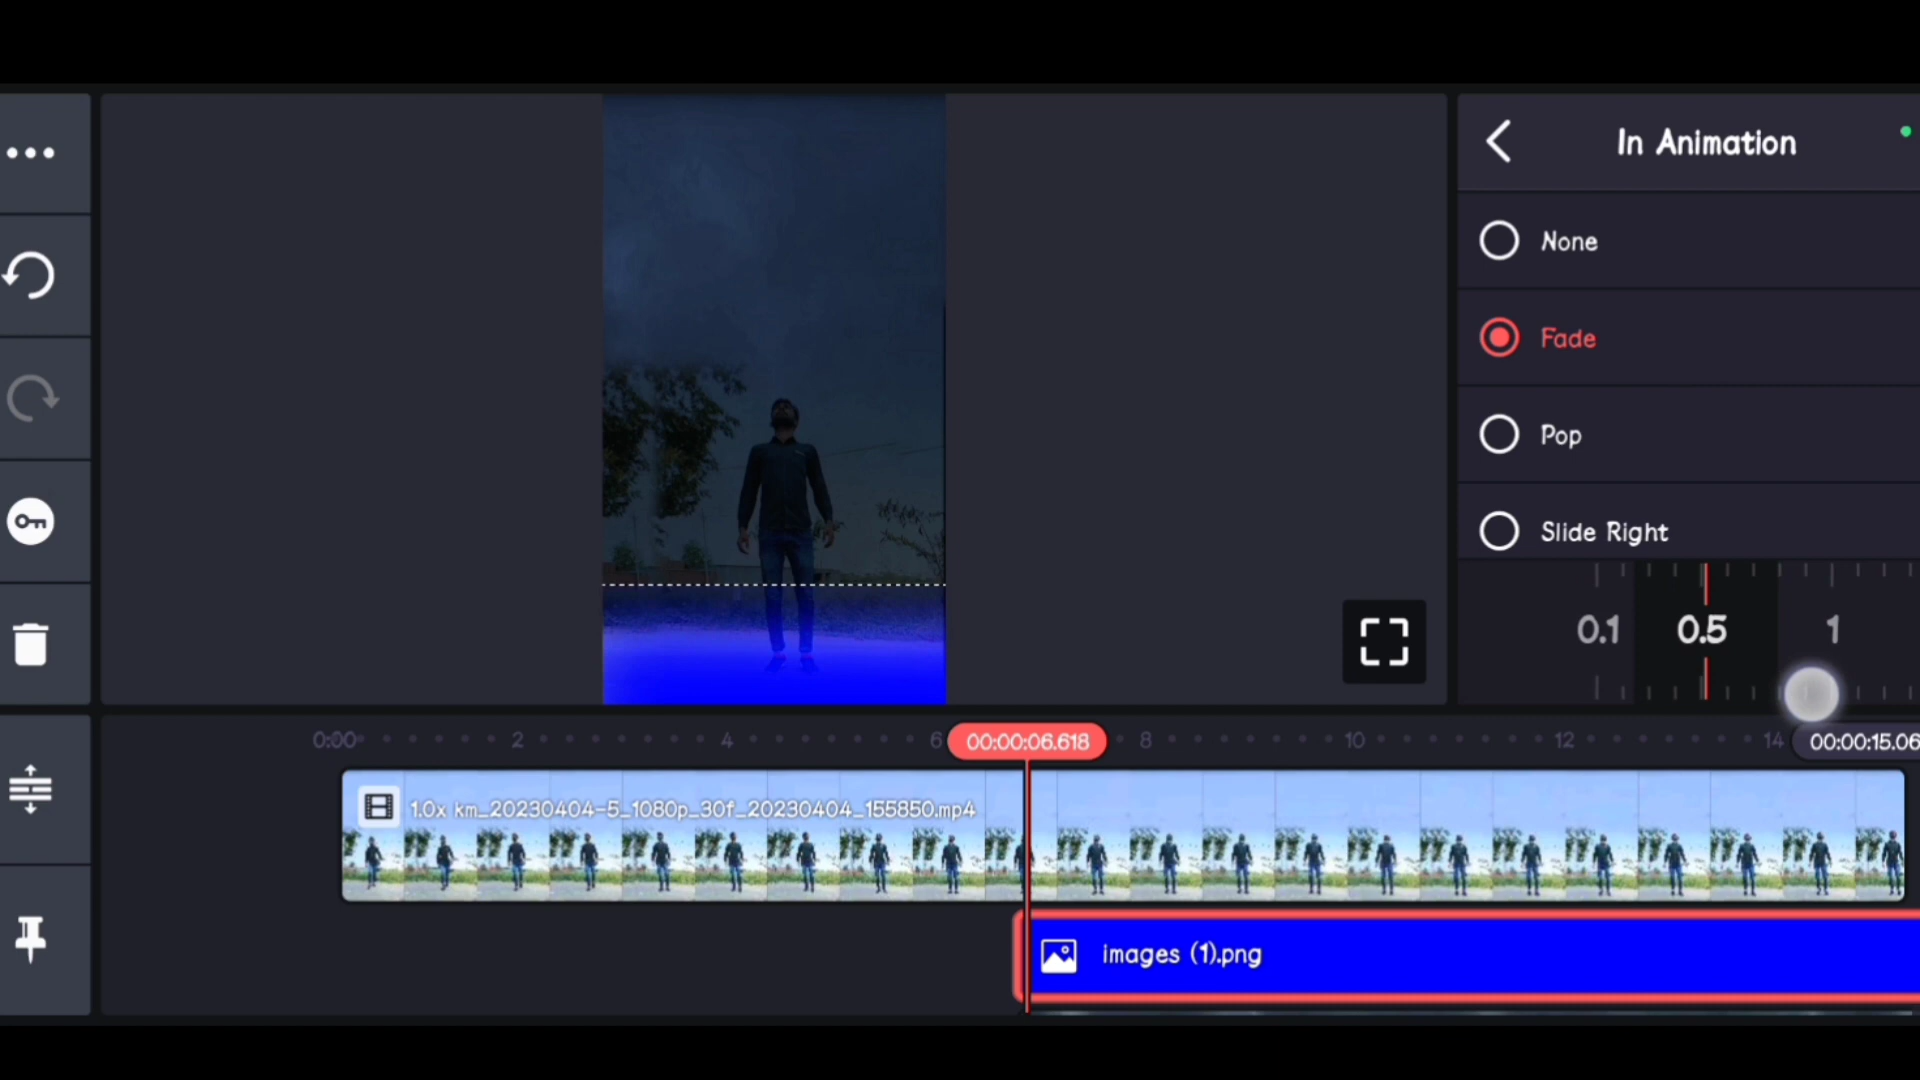 In Animation
None
Fade
Pop
Slide Right
0.1 0.5 1
0:00 2 4 6 00:00:06.618 8 10 12 14 00:00:15.06
1.0x km_20230404-5_1080p_30f_20230404_155850.mp4
images (1).png